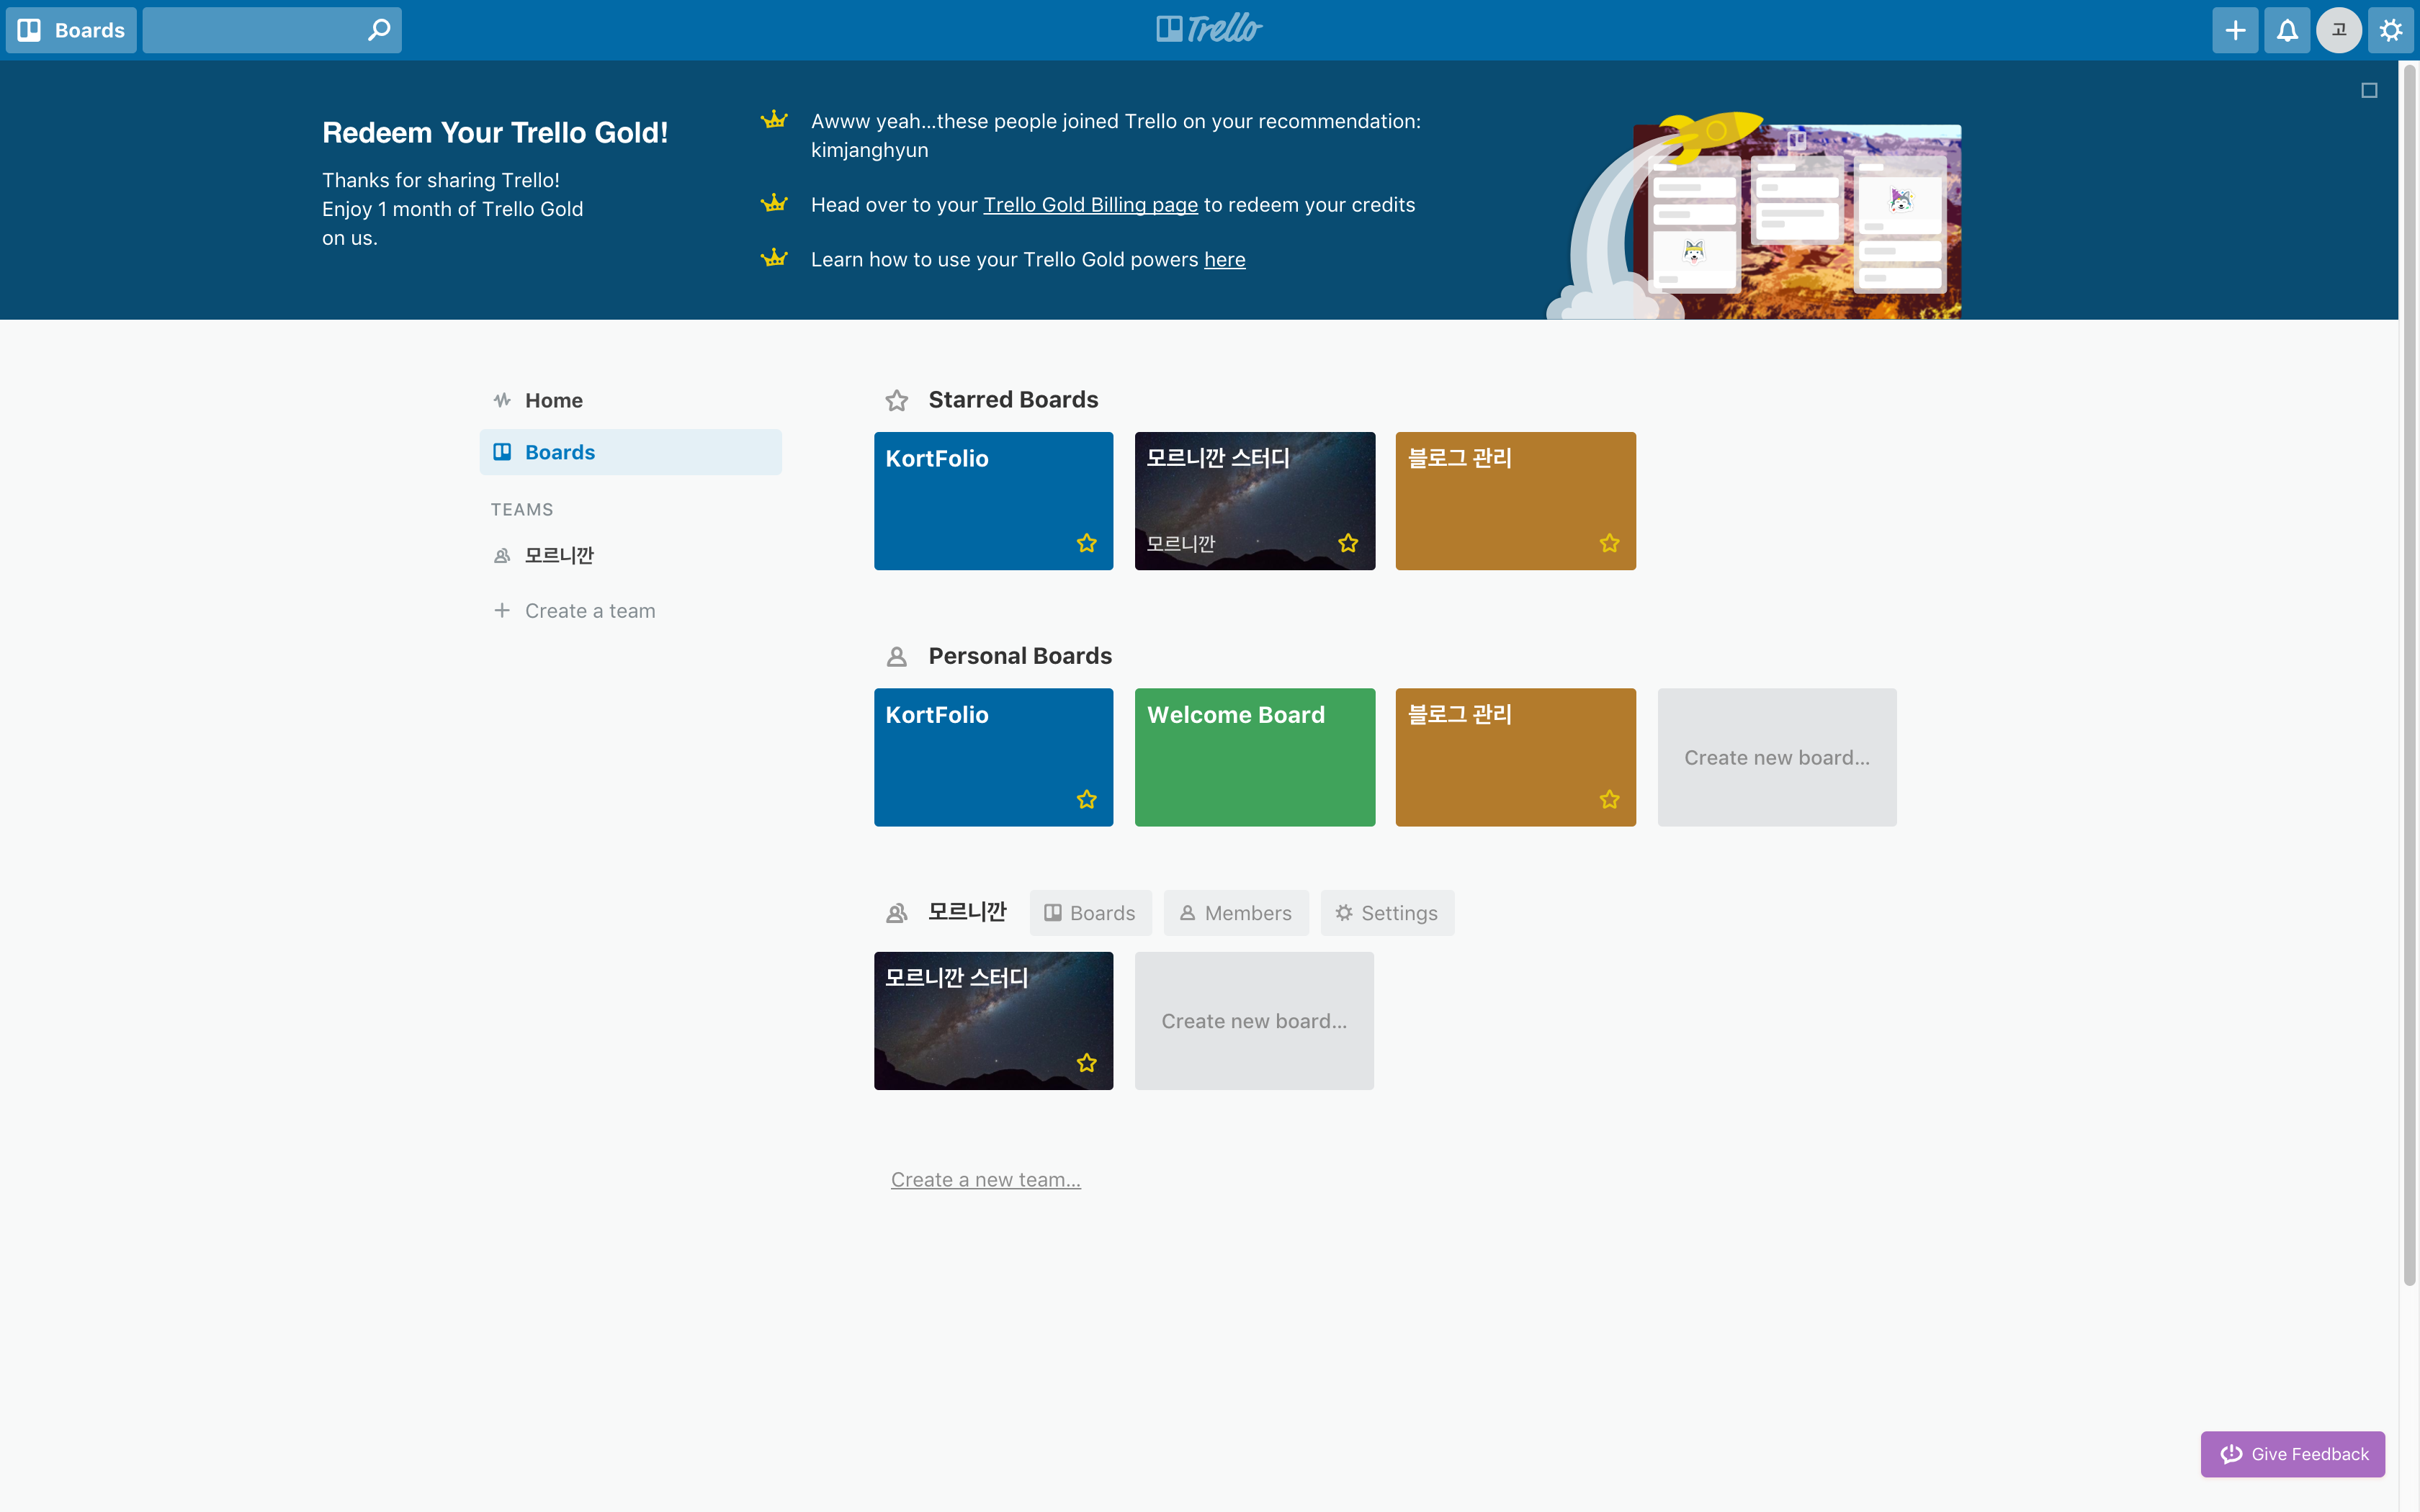 Boards
Trello
고
Redeem Your Trello Gold!
Thanks for sharing Trello!
Enjoy 1 month of Trello Gold
on us.
Awww yeah...these people joined Trello on your recommendation:
kimjanghyun
Head over to your Trello Gold Billing page to redeem your credits
Learn how to use your Trello Gold powers here
Home
Boards
TEAMS
모르니깐
Create a team
Starred Boards
KortFolio
모르니깐 스터디
모르니깐
블로그 관리
Personal Boards
KortFolio
Welcome Board
블로그 관리
Create new board...
모르니깐
Boards
Members
Settings
모르니깐 스터디
Create new board...
Create a new team...
Give Feedback